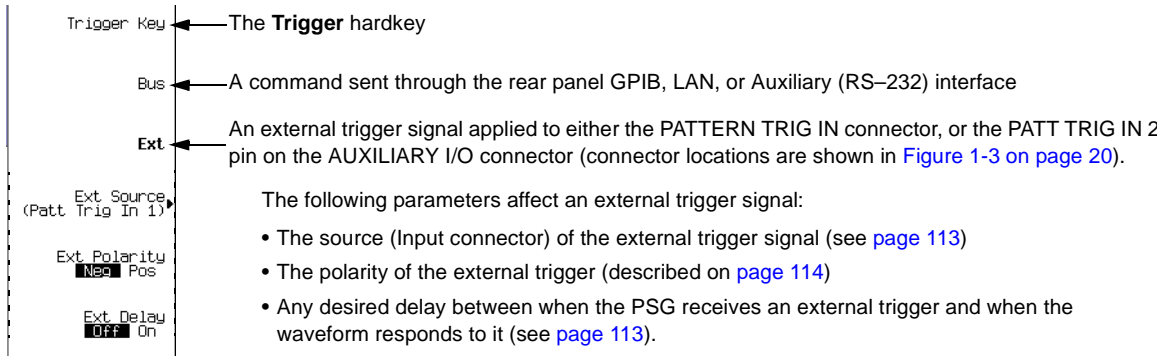 Trigger Key
The Trigger hardkey
Bus
A command sent through the rear panel GPIB, LAN, or Auxiliary (RS–232) interface
Ext
An external trigger signal applied to either the PATTERN TRIG IN connector, or the PATT TRIG IN 2
pin on the AUXILIARY I/O connector (connector locations are shown in Figure 1-3 on page 20).
Ext Source
(Patt Trig In 1)
The following parameters affect an external trigger signal:
• The source (Input connector) of the external trigger signal (see page 113)
Ext Polarity
Neg Pos
• The polarity of the external trigger (described on page 114)
Ext Delay
Off On
• Any desired delay between when the PSG receives an external trigger and when the
waveform responds to it (see page 113).